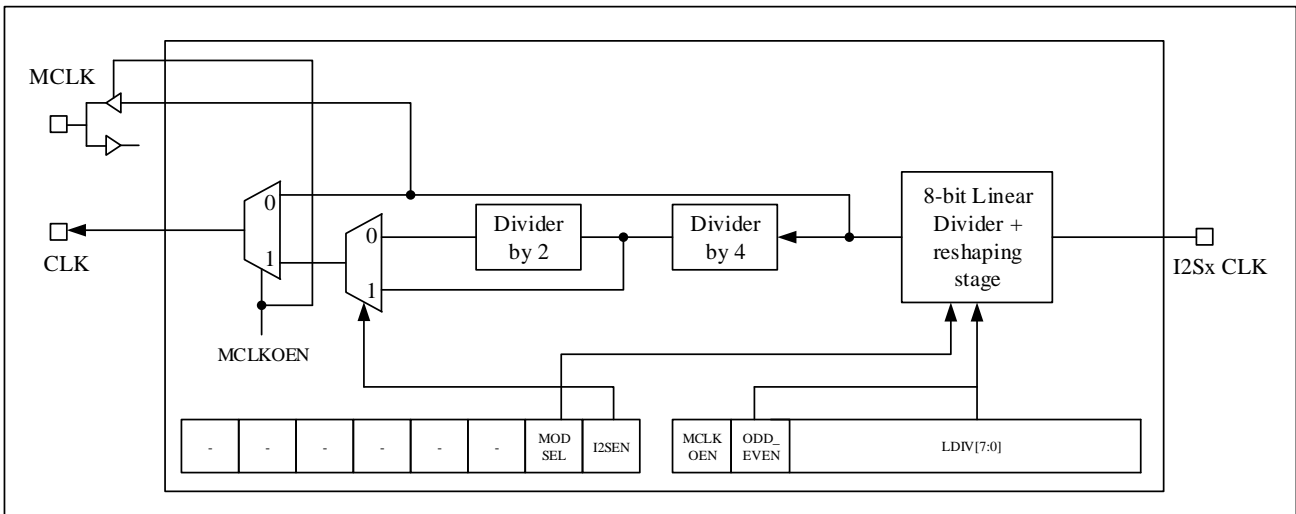 MCLK
CLK
0
1
0
1
Divider
by 2
Divider
by 4
8-bit Linear
Divider +
reshaping
stage
I2Sx CLK
MCLKOEN
-
-
-
-
-
-
MOD
SEL
I2SEN
MCLK
OEN
ODD_
EVEN
LDIV[7:0]